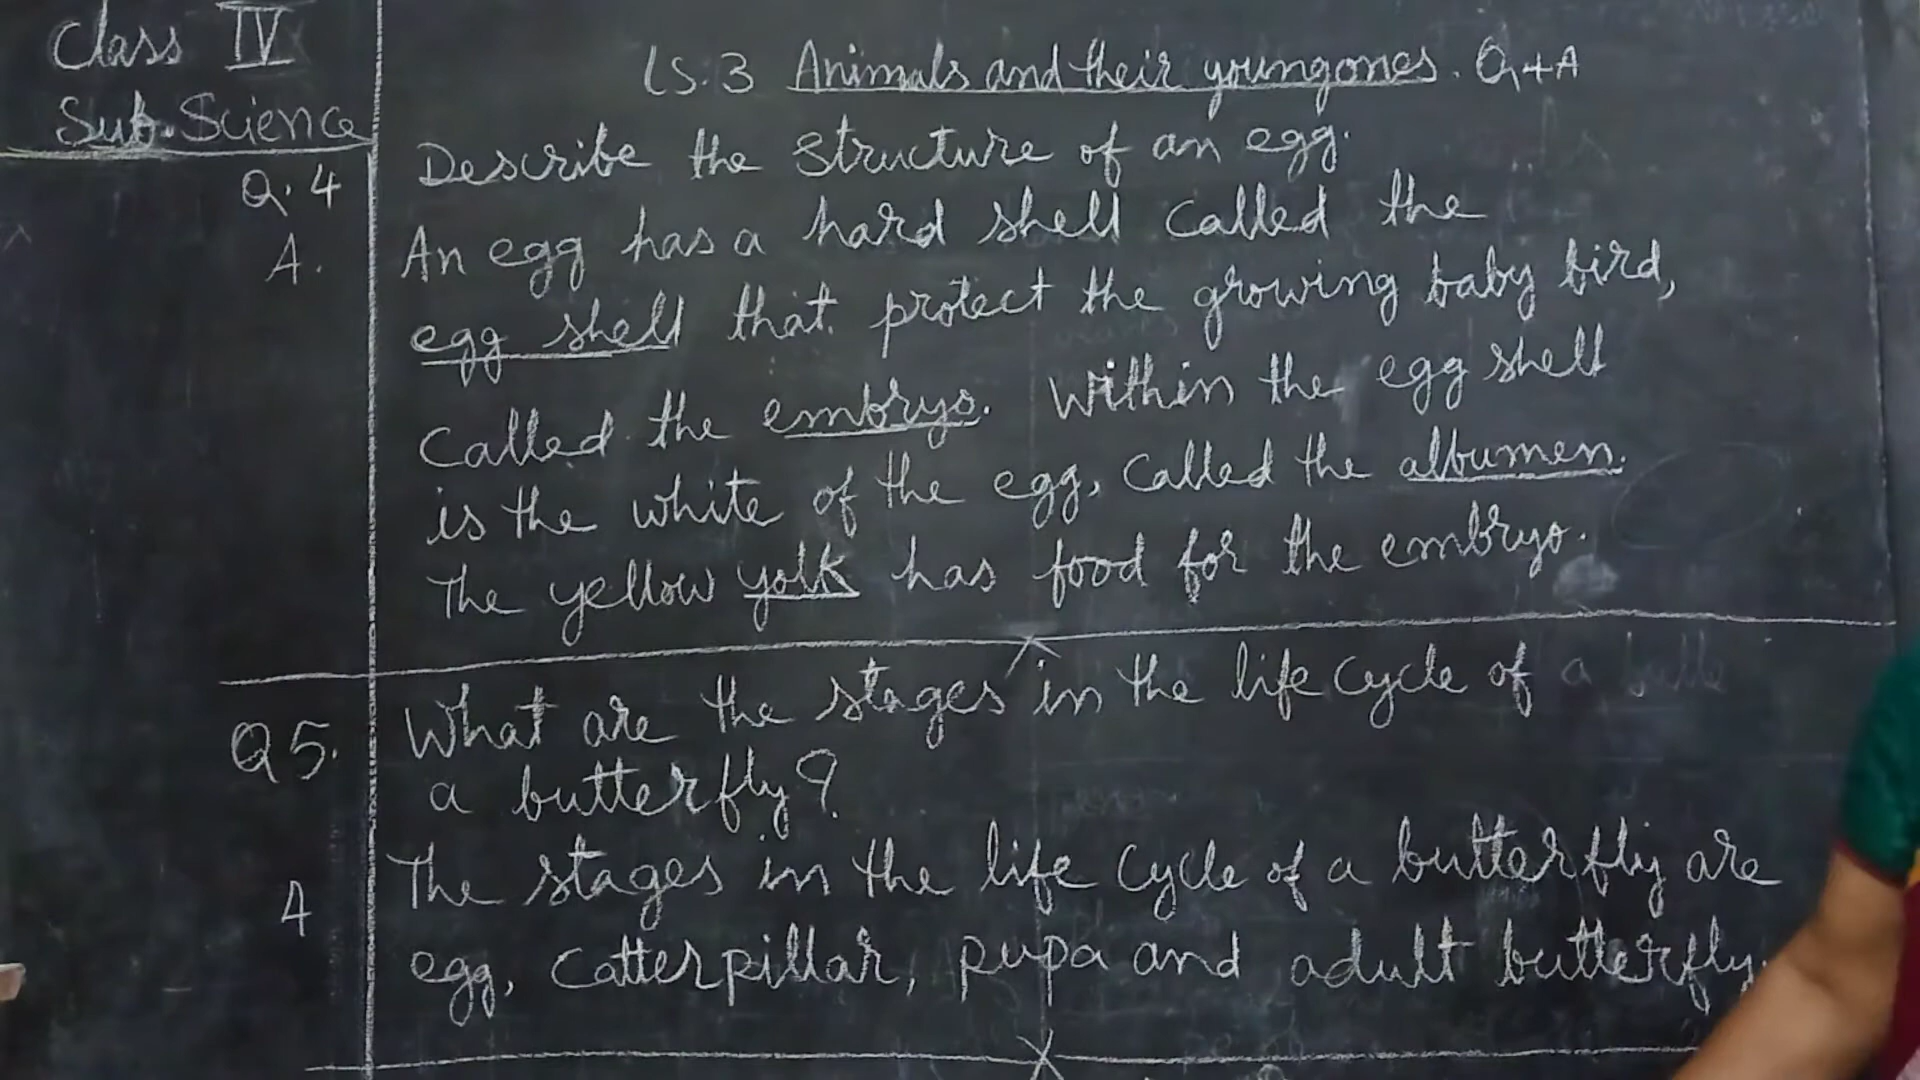 Class IV
Sub. Science
LS.3 Animals and their youngones. Q+A
Q.4 Describe the structure of an egg.
A. An egg has a hard shell called the
egg shell that protect the growing baby bird,
called the embryo. Within the egg shell
is the white of the egg, called the albumen.
The yellow yolk has food for the embryo.
Q5. What are the stages in the life cycle of
a butterfly?
A The stages in the life cycle of a butterfly are
egg, catterpillar, pupa and adult butterfly.